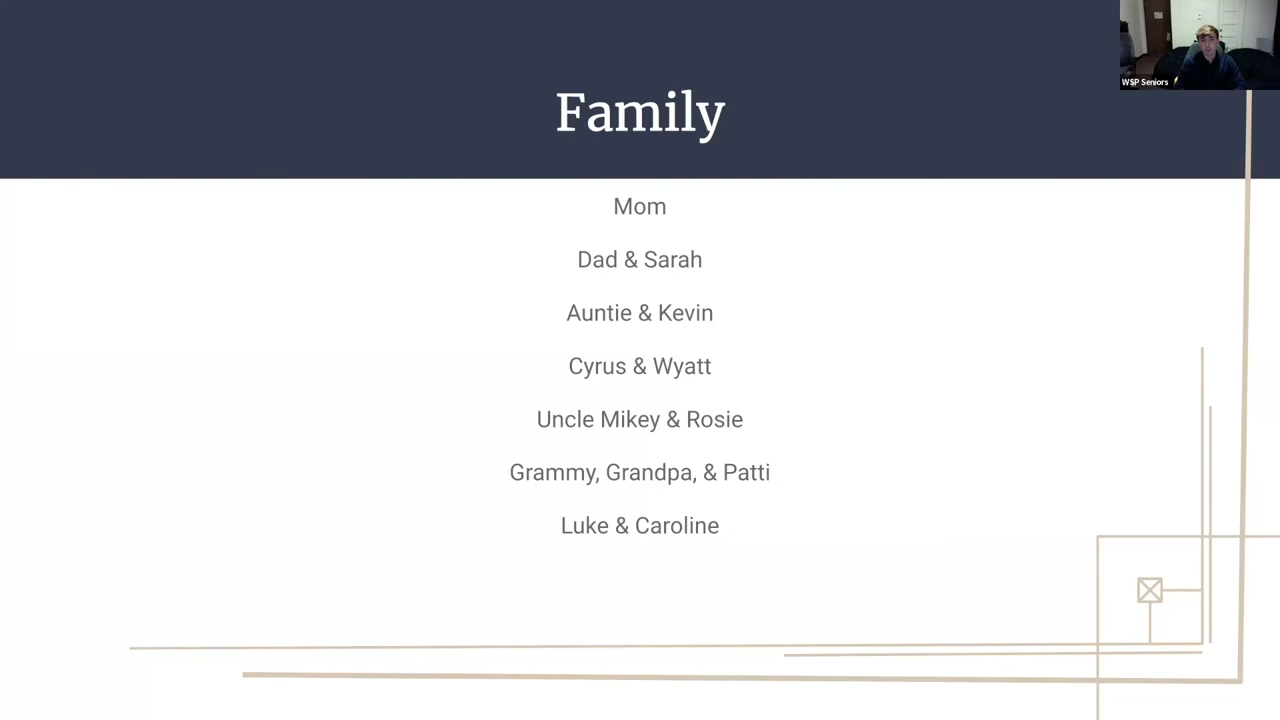 Family
WSP Seniors
Mom
Dad & Sarah
Auntie & Kevin
Cyrus & Wyatt
Uncle Mikey & Rosie
Grammy, Grandpa, & Patti
Luke & Caroline